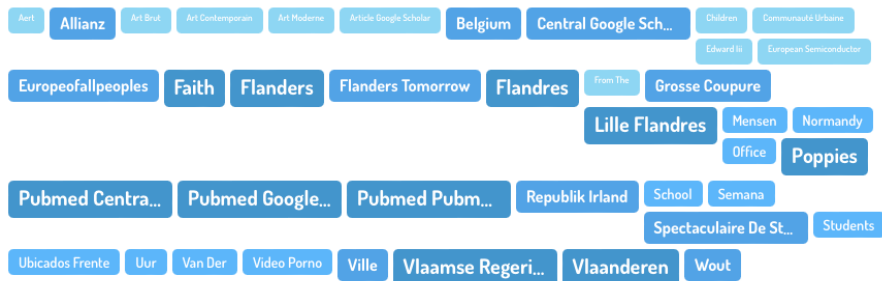 Aert Allianz Art Brut Art Contemporain Art Moderne Article Google Scholar Belgium Central Google Sch... Children Communauté Urbaine
Edward Iii European Semiconductor
Europeofallpeoples Faith Flanders Flanders Tomorrow Flandres From The Grosse Coupure
Lille Flandres Mensen Normandy
Office Poppies
Pubmed Centra... Pubmed Google... Pubmed Pubm... Republik Irland School Semana
Spectaculaire De St... Students
Ubicados Frente Uur Van Der Video Porno Ville Vlaamse Regeri... Vlaanderen Wout